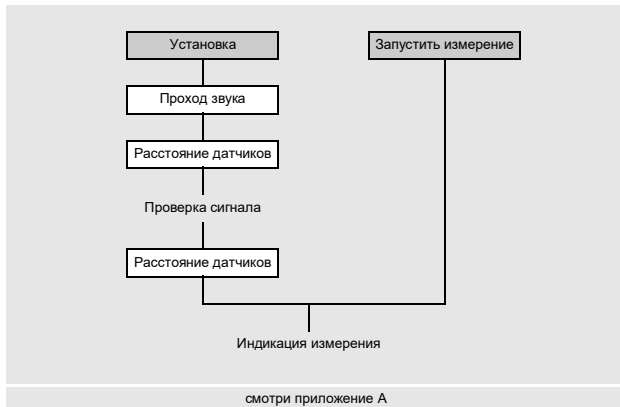 Установка
Запустить измерение
Проход звука
Расстояние датчиков
Проверка сигнала
Расстояние датчиков
Индикация измерения
смотри приложение A